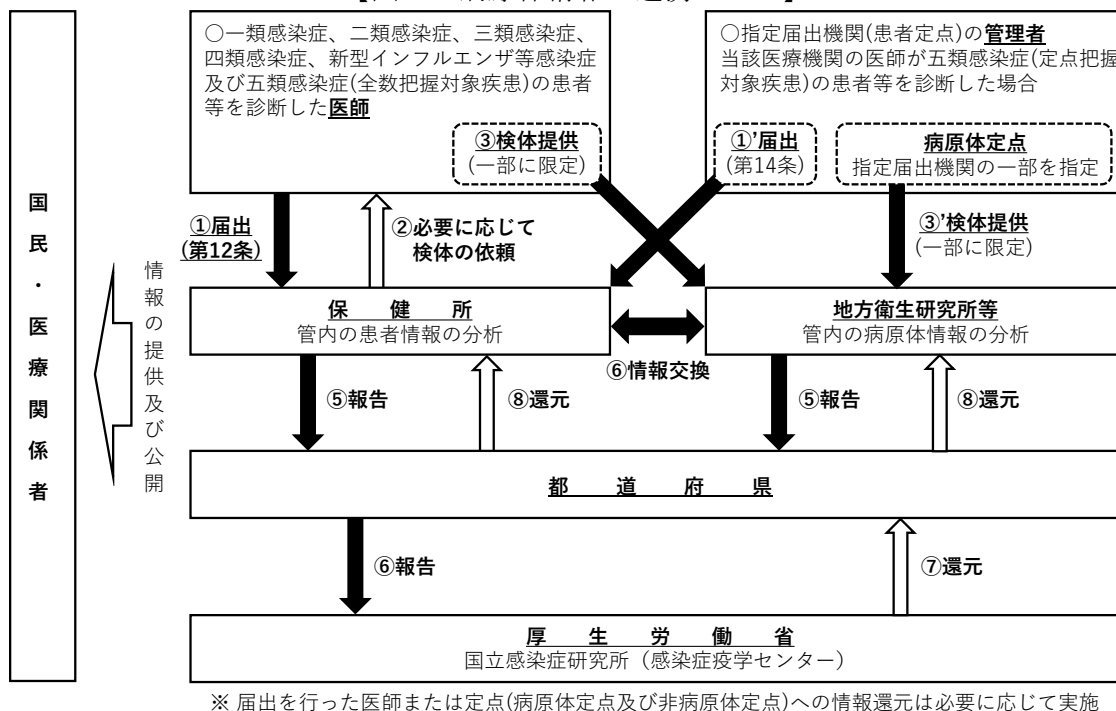 ○一類感染症、二類感染症、三類感染症、
四類感染症、新型インフルエンザ等感染症
及び五類感染症(全数把握対象疾患)の患者
等を診断した医師
○指定届出機関(患者定点)の管理者
当該医療機関の医師が五類感染症(定点把握
対象疾患)の患者等を診断した場合
③検体提供
(一部に限定)
①’届出
(第14条)
病原体定点
指定届出機関の一部を指定
①届出
(第12条)
②必要に応じて
検体の依頼
③’検体提供
(一部に限定)
国民・医療関係者
情報の提供及び公開
保健所
管内の患者情報の分析
地方衛生研究所等
管内の病原体情報の分析
⑥情報交換
⑤報告
⑧還元
⑤報告
⑧還元
都道府県
⑥報告
⑦還元
厚生労働省
国立感染症研究所（感染症疫学センター）
※ 届出を行った医師または定点(病原体定点及び非病原体定点)への情報還元は必要に応じて実施